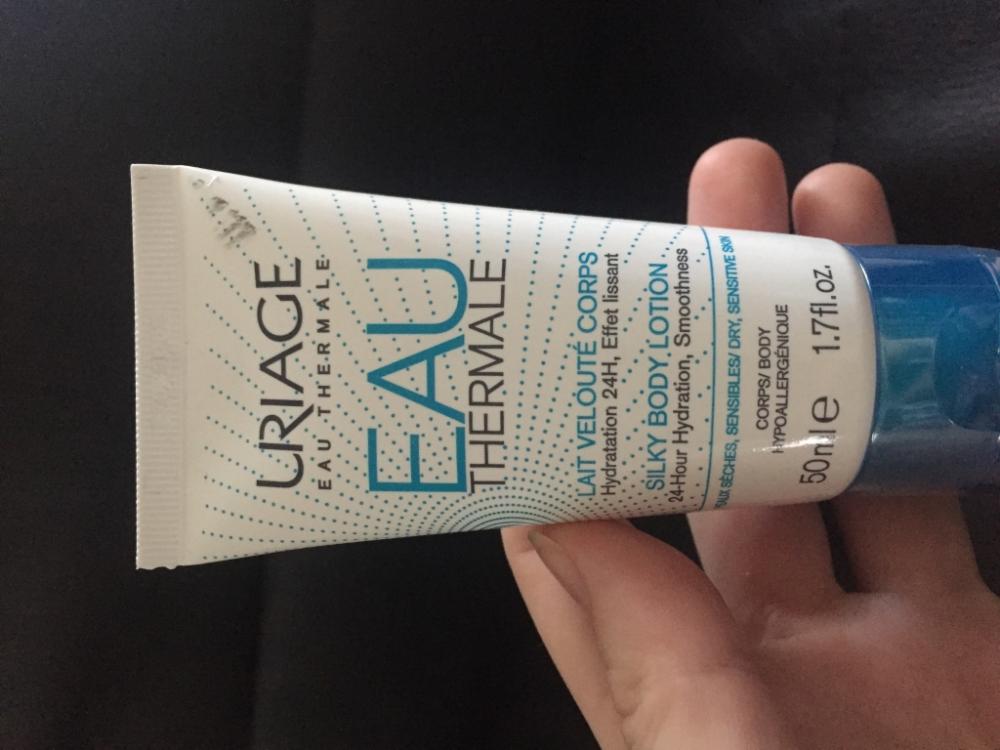 URIAGE
EAU THERMALE
EAU
THERMALE
LAIT VELOUTÉ CORPS
Hydratation 24H, Effet lissant
SILKY BODY LOTION
24-Hour Hydration, Smoothness
SÈCHES, SENSIBLES/ DRY, SENSITIVE SKIN
CORPS/ BODY
HYPOALLERGÉNIQUE
50ml e 1.7fl.oz.